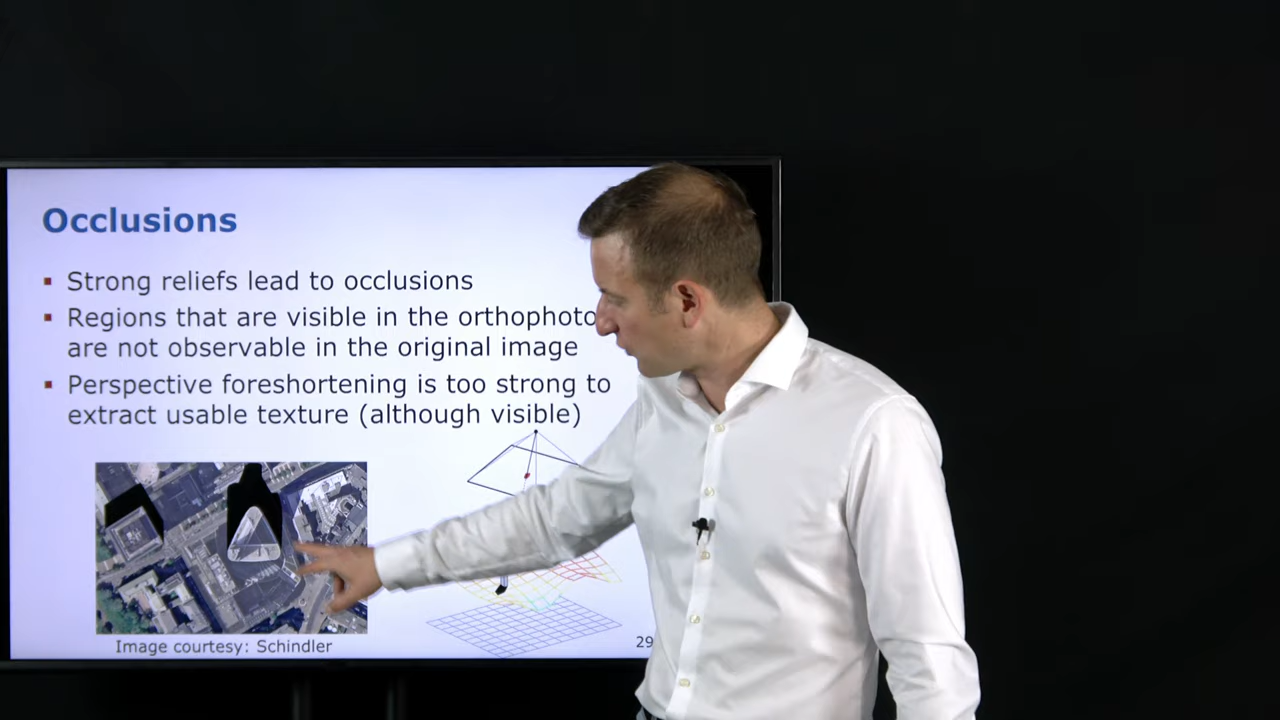 Occlusions
Strong reliefs lead to occlusions
Regions that are visible in the orthophoto
are not observable in the original image
Perspective foreshortening is too strong to
extract usable texture (although visible)
Image courtesy: Schindler
29